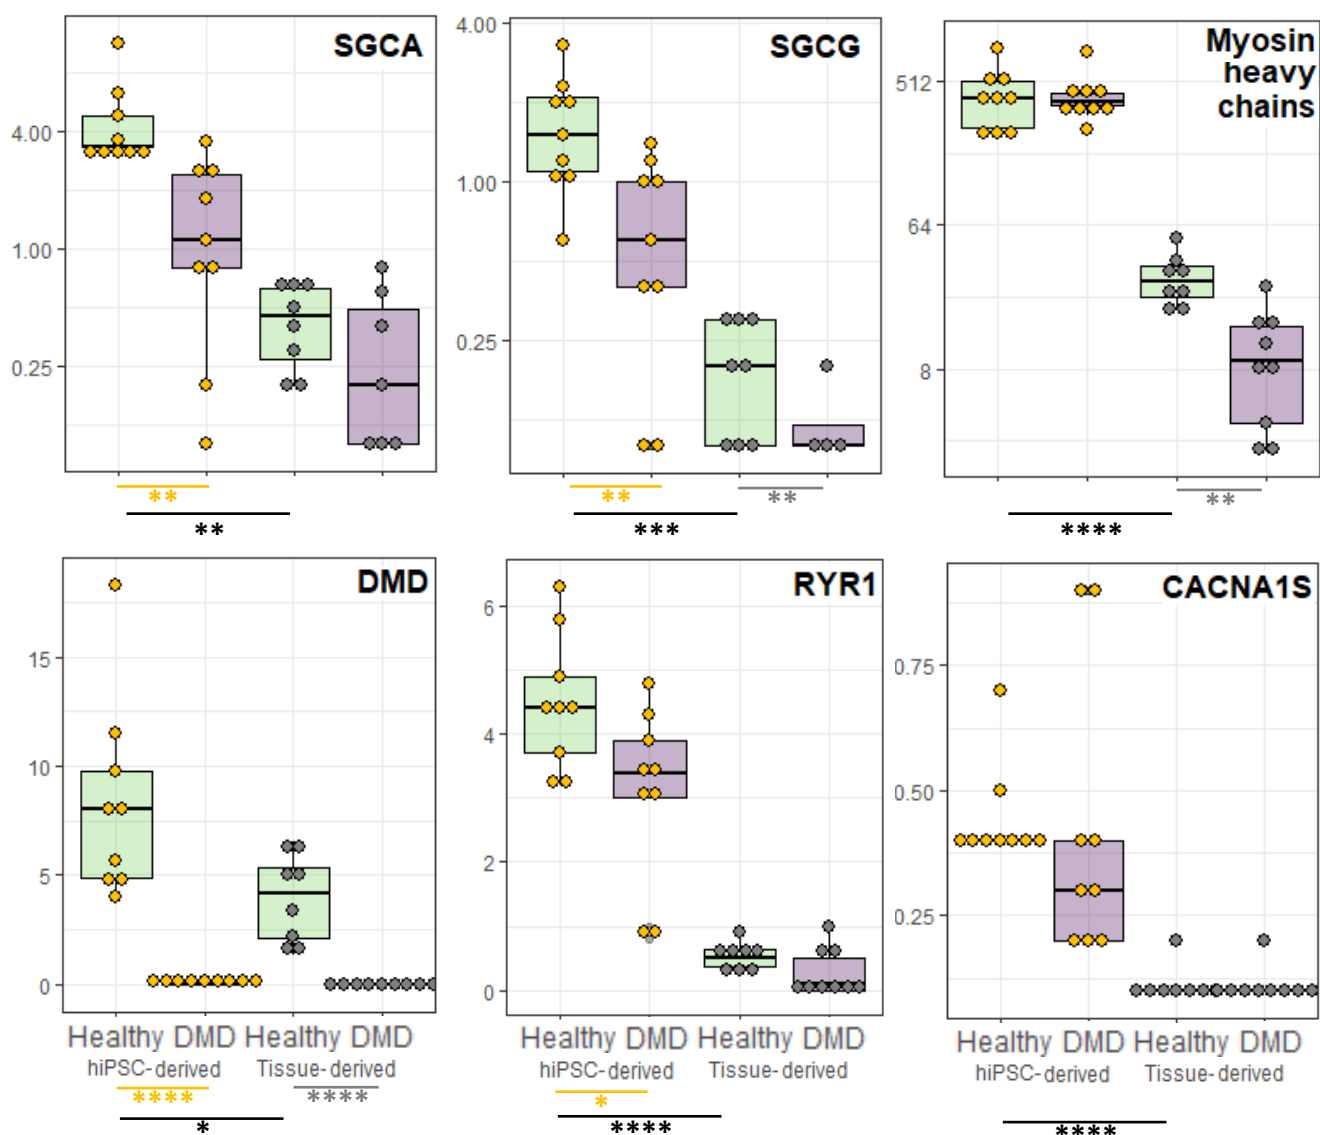 SGCA
4.00
1.00
0.25
**
**
SGCG
4.00
1.00
0.25
**
**
***
Myosin
heavy
chains
512
64
8
**
****
DMD
15
10
5
0
Healthy DMD Healthy DMD
hiPSC-derived Tissue-derived
**** ****
*
RYR1
6
4
2
0
Healthy DMD Healthy DMD
hiPSC-derived Tissue-derived
*
****
CACNA1S
0.75
0.50
0.25
Healthy DMD Healthy DMD
hiPSC-derived Tissue-derived
****